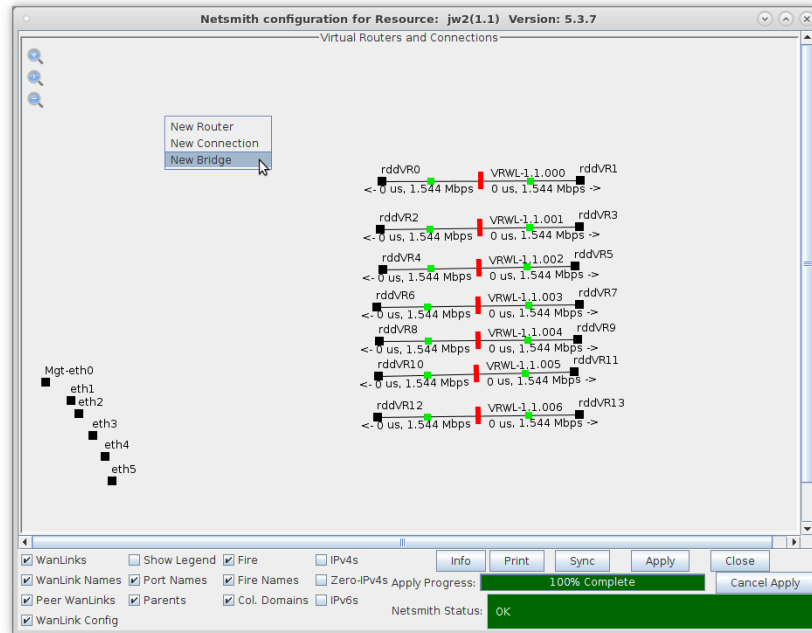 Netsmith configuration for Resource: jw2(1.1) Version: 5.3.7
Virtual Routers and Connections
New Router
New Connection
New Bridge
rddVR0 VRWL-1.1.000 rddVR1
<- 0 us, 1.544 Mbps 0 us, 1.544 Mbps ->
rddVR2 VRWL-1.1.001 rddVR3
<- 0 us, 1.544 Mbps 0 us, 1.544 Mbps ->
rddVR4 VRWL-1.1.002 rddVR5
<- 0 us, 1.544 Mbps 0 us, 1.544 Mbps ->
rddVR6 VRWL-1.1.003 rddVR7
<- 0 us, 1.544 Mbps 0 us, 1.544 Mbps ->
rddVR8 VRWL-1.1.004 rddVR9
<- 0 us, 1.544 Mbps 0 us, 1.544 Mbps ->
rddVR10 VRWL-1.1.005 rddVR11
<- 0 us, 1.544 Mbps 0 us, 1.544 Mbps ->
rddVR12 VRWL-1.1.006 rddVR13
<- 0 us, 1.544 Mbps 0 us, 1.544 Mbps ->
Mgt-eth0
eth1
eth2
eth3
eth4
eth5
WanLinks Show Legend Fire IPv4s Info Print Sync Apply Close
WanLink Names Port Names Fire Names Zero-IPv4s Apply Progress: 100% Complete Cancel Apply
Peer WanLinks Parents Col. Domains IPv6s
Netsmith Status: OK
WanLink Config